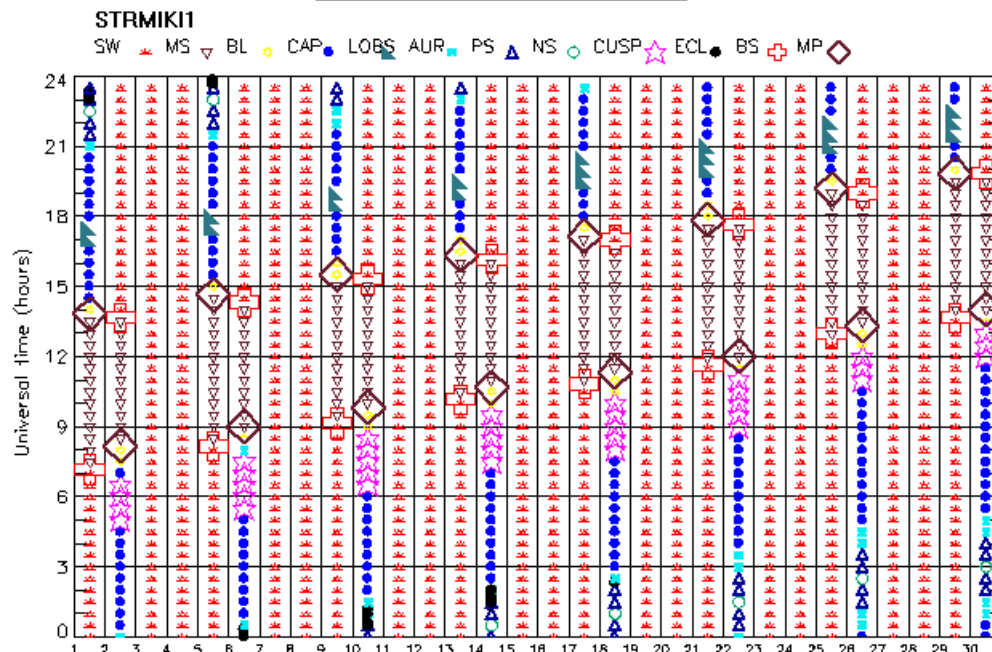 STRMIKI1
SW MS BL CAP LOBS AUR PS NS CUSP ECL BS MP
24
21
18
15
12
9
6
3
0
Universal time (hours)
1 2 3 4 5 6 7 8 9 10 11 12 13 14 15 16 17 18 19 20 21 22 23 24 25 26 27 28 29 30